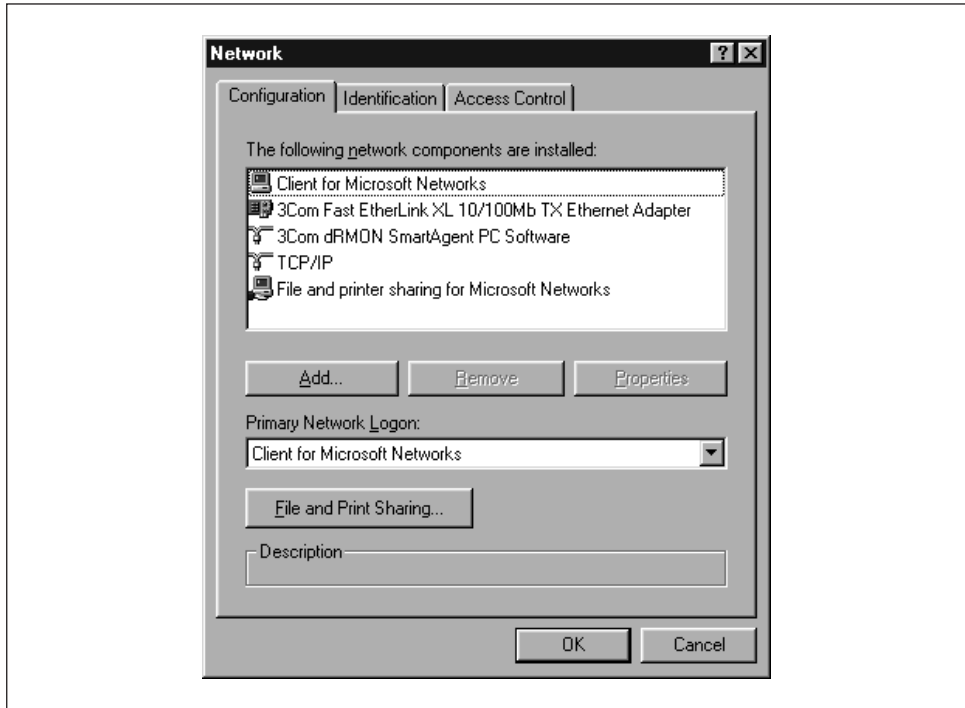 Network
Configuration Identification Access Control
The following network components are installed:
Client for Microsoft Networks
3Com Fast EtherLink XL 10/100Mb TX Ethernet Adapter
3Com dRMON SmartAgent PC Software
TCP/IP
File and printer sharing for Microsoft Networks
Add... Remove Properties
Primary Network Logon:
Client for Microsoft Networks
File and Print Sharing...
Description
OK Cancel